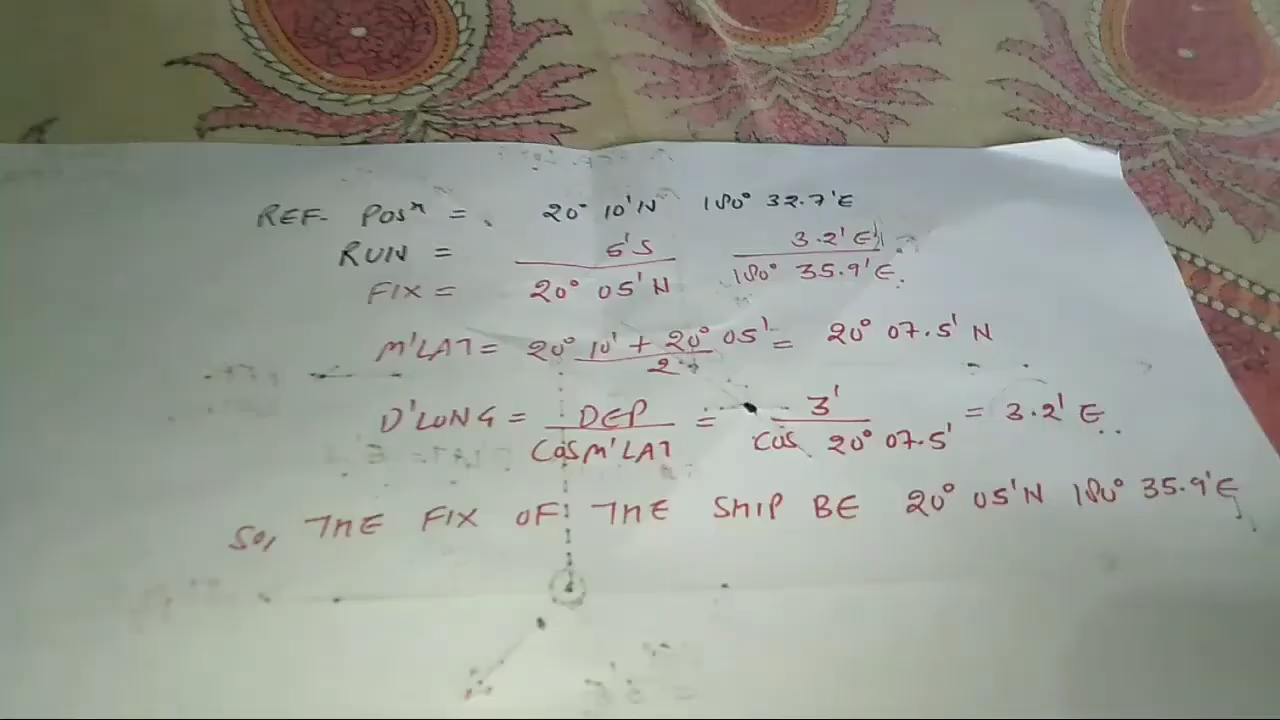 REF. POSⁿ = 20° 10'N 180° 32.7'E
RUN = 5'S 3.2'E
FIX = 20° 05'N 180° 35.9'E.
M'LAT = 20° 10' + 20° 05' / 2 = 20° 07.5' N
D'LONG = DEP / COS M'LAT = 3' / COS 20° 07.5' = 3.2' E
SO, THE FIX OF THE SHIP BE 20° 05'N 180° 35.9'E